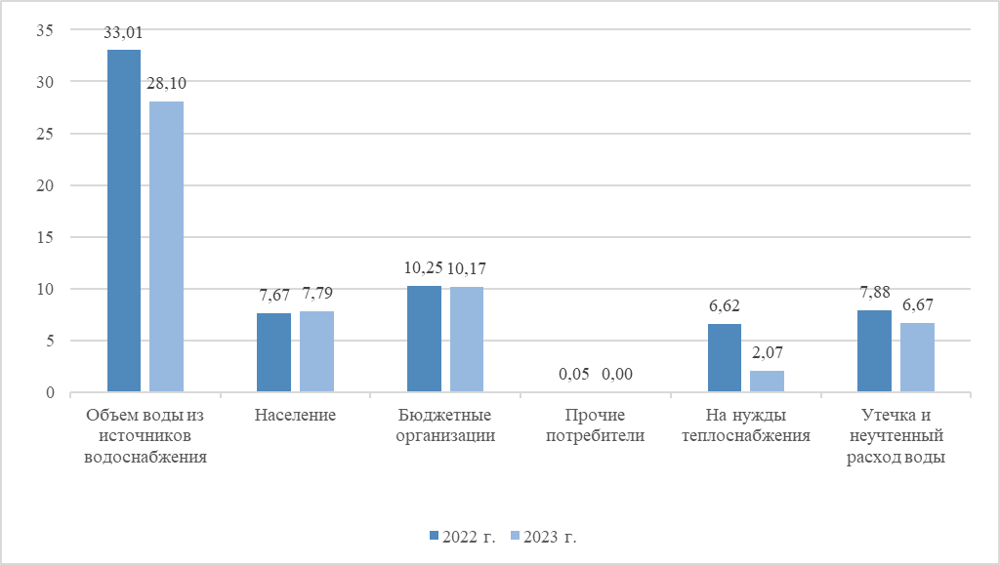 35
30
25
20
15
10
5
0
33,01
28,10
7,67
7,79
10,25
10,17
0,05
0,00
6,62
2,07
7,88
6,67
Объем воды из
источников
водоснабжения
Население
Бюджетные
организации
Прочие
потребители
На нужды
теплоснабжения
Утечка и
неучтенный
расход воды
2022 г.
2023 г.